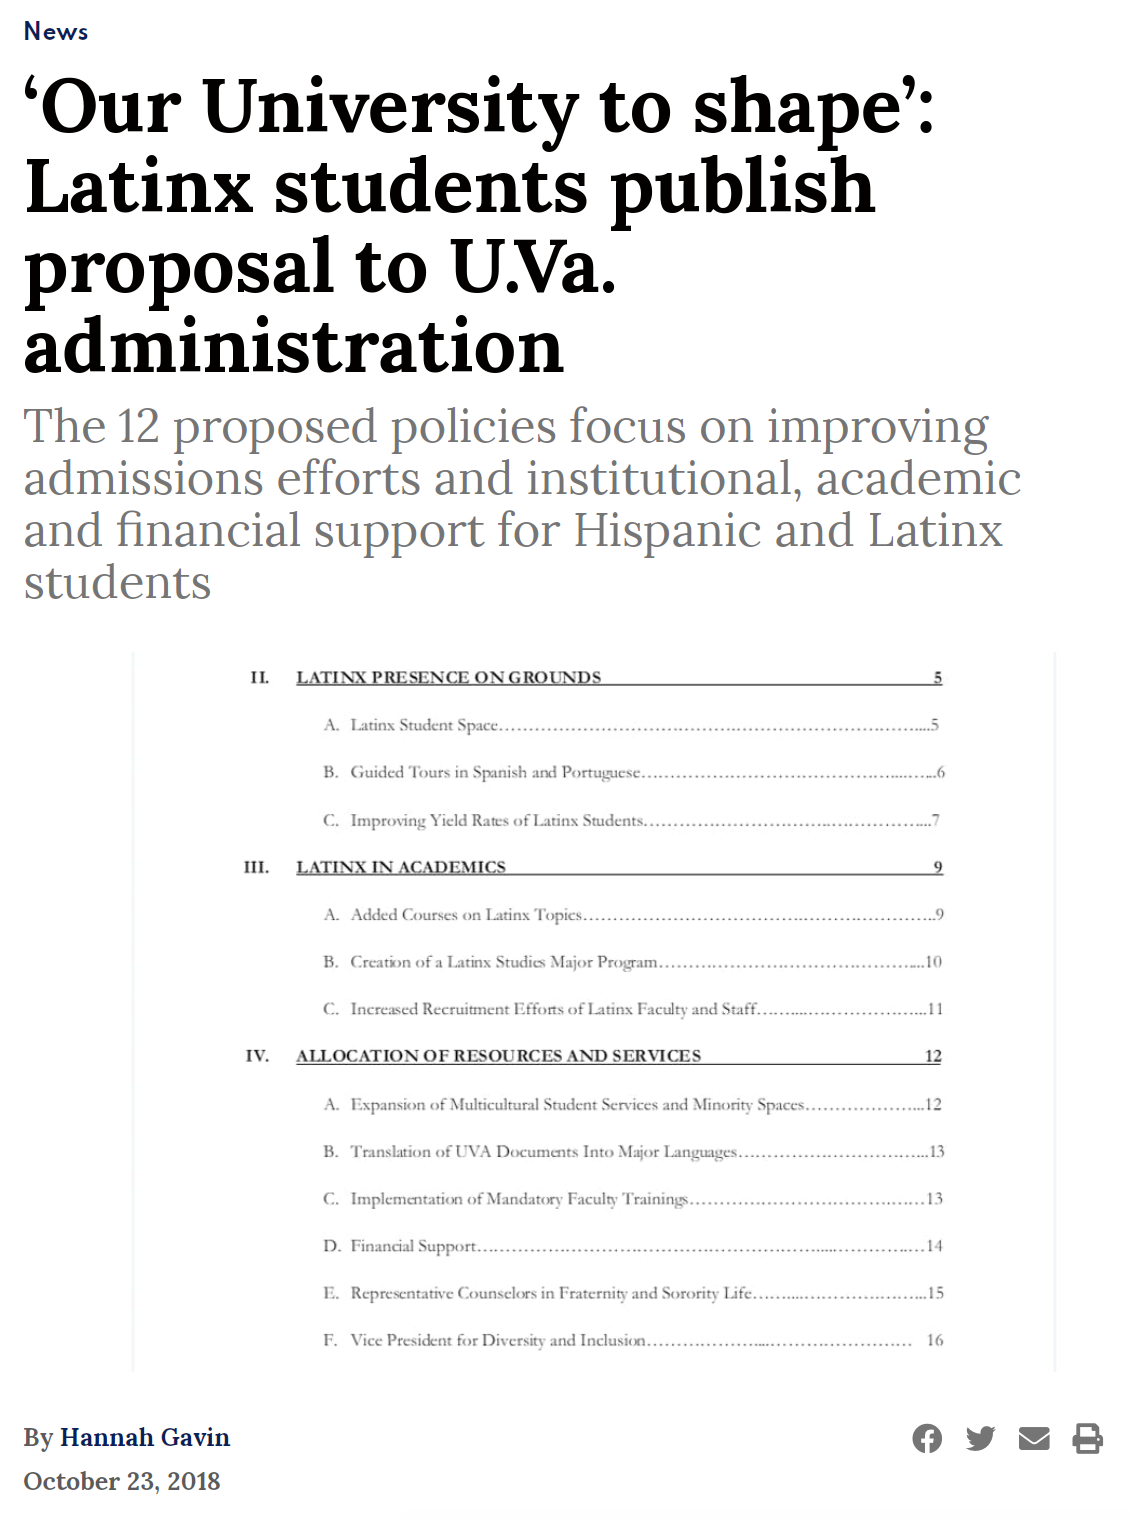 News
‘Our University to shape’:
Latinx students publish
proposal to U.Va.
administration
The 12 proposed policies focus on improving
admissions efforts and institutional, academic
and financial support for Hispanic and Latinx
students
II. LATINX PRESENCE ON GROUNDS 5
A. Latinx Student Space……………………………………………………………....5
B. Guided Tours in Spanish and Portuguese…………………………………....…...6
C. Improving Yield Rates of Latinx Students…………………………………………...7
III. LATINX IN ACADEMICS 9
A. Added Courses on Latinx Topics…………………………………………………..9
B. Creation of a Latinx Studies Major Program……………………………………....10
C. Increased Recruitment Efforts of Latinx Faculty and Staff……....………………...11
IV. ALLOCATION OF RESOURCES AND SERVICES 12
A. Expansion of Multicultural Student Services and Minority Spaces………………...12
B. Translation of UVA Documents Into Major Languages…………………………...13
C. Implementation of Mandatory Faculty Trainings…………………………………13
D. Financial Support…………………………………………………....……………14
E. Representative Counselors in Fraternity and Sorority Life……....………………...15
F. Vice President for Diversity and Inclusion………………....…………………… 16
By Hannah Gavin
October 23, 2018